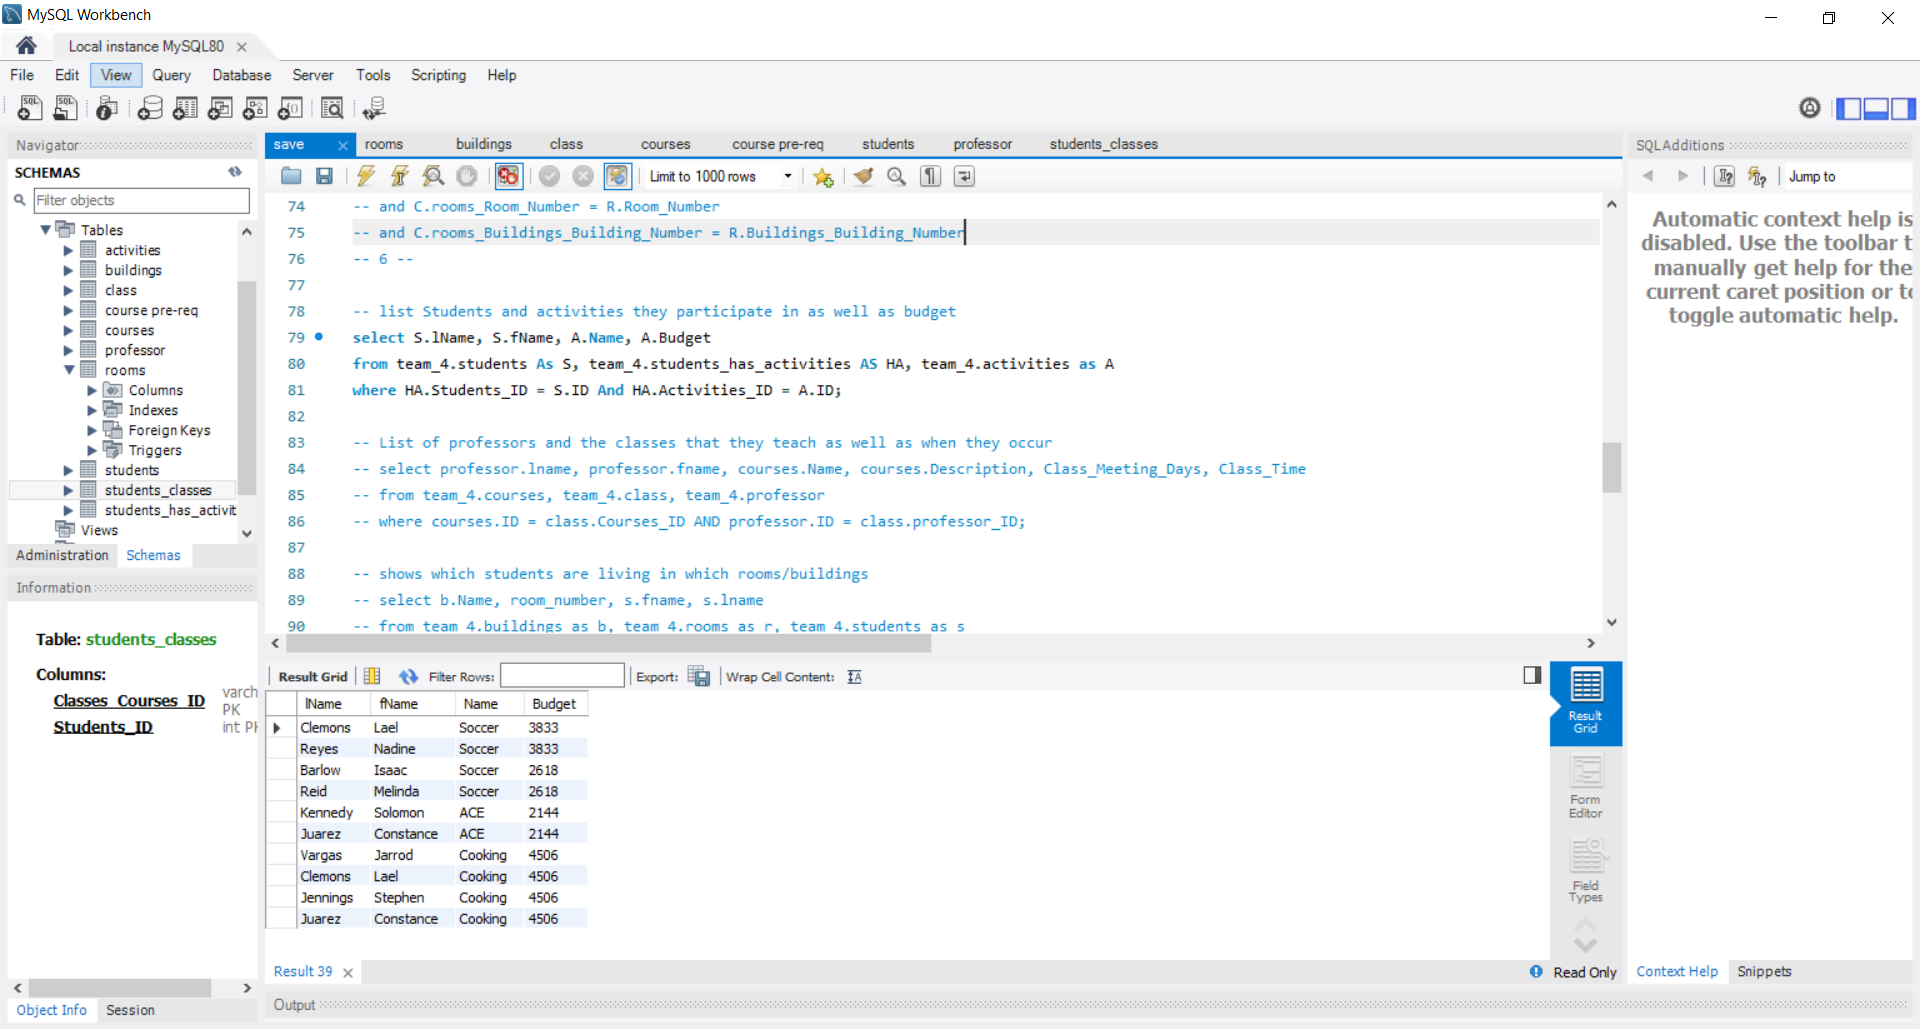 MySQL Workbench
Local instance MySQL80
File Edit View Query Database Server Tools Scripting Help
Navigator
SCHEMAS
Filter objects
Tables
activities
buildings
class
course pre-req
courses
professor
rooms
Columns
Indexes
Foreign Keys
Triggers
students
students_classes
students_has_activit
Views
Administration Schemas
Information
Table: students_classes
Columns:
Classes_Courses_ID varch
PK
Students_ID int PK
Object Info Session
save rooms buildings class courses course pre-req students professor students_classes
Limit to 1000 rows
74 -- and C.rooms_Room_Number = R.Room_Number
75 -- and C.rooms_Buildings_Building_Number = R.Buildings_Building_Number
76 -- 6 --
77
78 -- list Students and activities they participate in as well as budget
79 select S.lName, S.fName, A.Name, A.Budget
80 from team_4.students As S, team_4.students_has_activities AS HA, team_4.activities as A
81 where HA.Students_ID = S.ID And HA.Activities_ID = A.ID;
82
83 -- List of professors and the classes that they teach as well as when they occur
84 -- select professor.lname, professor.fname, courses.Name, courses.Description, Class_Meeting_Days, Class_Time
85 -- from team_4.courses, team_4.class, team_4.professor
86 -- where courses.ID = class.Courses_ID AND professor.ID = class.professor_ID;
87
88 -- shows which students are living in which rooms/buildings
89 -- select b.Name, room_number, s.fname, s.lname
90 -- from team_4.buildings as b, team_4.rooms as r, team_4.students as s
Result Grid Filter Rows: Export: Wrap Cell Content:
lName fName Name Budget
Clemons Lael Soccer 3833
Reyes Nadine Soccer 3833
Barlow Isaac Soccer 2618
Reid Melinda Soccer 2618
Kennedy Solomon ACE 2144
Juarez Constance ACE 2144
Vargas Jarrod Cooking 4506
Clemons Lael Cooking 4506
Jennings Stephen Cooking 4506
Juarez Constance Cooking 4506
Result Grid
Form Editor
Field Types
Result 39
Read Only
Output
SQLAdditions
Jump to
Automatic context help is
disabled. Use the toolbar t
manually get help for the
current caret position or to
toggle automatic help.
Context Help Snippets